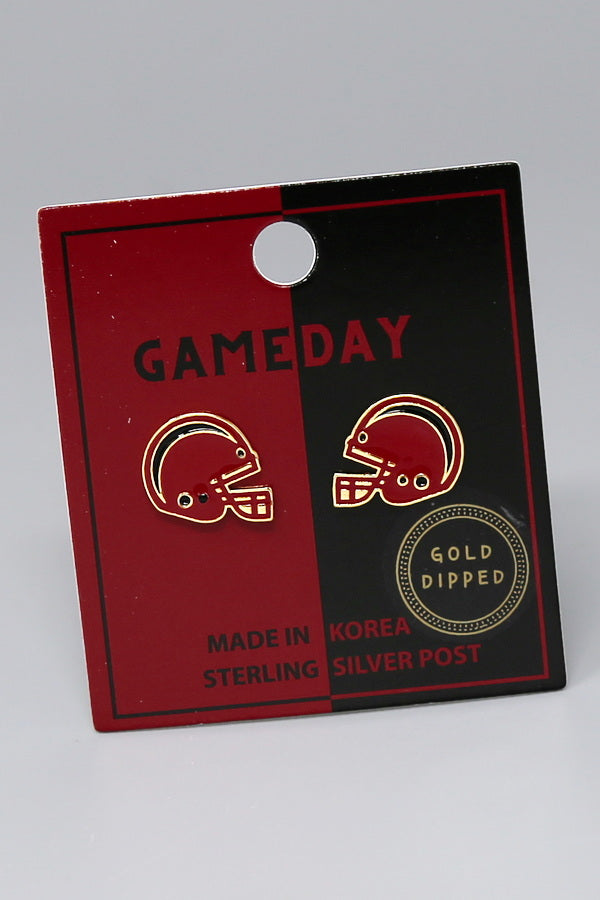 GAMEDAY
GOLD
DIPPED
MADE IN KOREA
STERLING SILVER POST